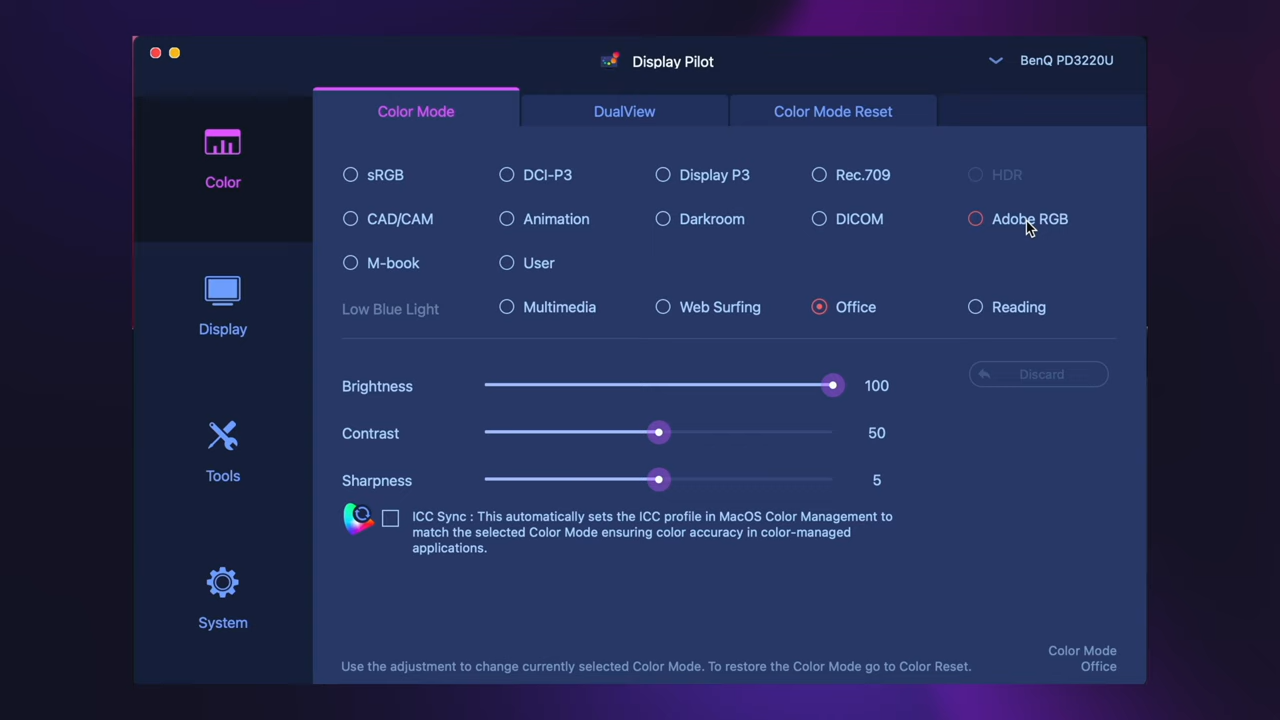 Display Pilot
BenQ PD3220U
Color Mode
DualView
Color Mode Reset
Color
Display
Tools
System
sRGB
DCI-P3
Display P3
Rec.709
HDR
CAD/CAM
Animation
Darkroom
DICOM
Adobe RGB
M-book
User
Low Blue Light
Multimedia
Web Surfing
Office
Reading
Brightness
100
Discard
Contrast
50
Sharpness
5
ICC Sync : This automatically sets the ICC profile in MacOS Color Management to
match the selected Color Mode ensuring color accuracy in color-managed
applications.
Use the adjustment to change currently selected Color Mode. To restore the Color Mode go to Color Reset.
Color Mode
Office